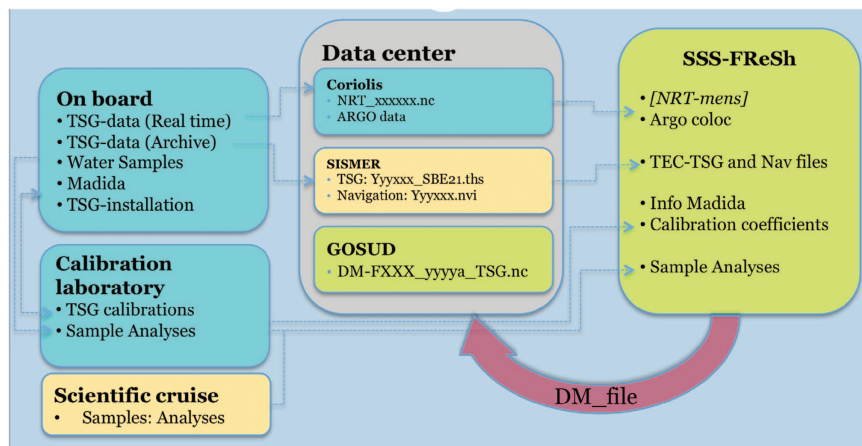 On board
• TSG-data (Real time)
• TSG-data (Archive)
• Water Samples
• Madida
• TSG-installation
Calibration
laboratory
• TSG calibrations
• Sample Analyses
Scientific cruise
• Samples: Analyses
Data center
Coriolis
• NRT_xxxxxx.nc
• ARGO data
SISMER
• TSG: Yyyxxx_SBE21.ths
• Navigation: Yyyxxx.nvi
GOSUD
• DM-FXXX_yyyya_TSG.nc
SSS-FReSh
• [NRT-mens]
• Argo coloc
• TEC-TSG and Nav files
• Info Madida
• Calibration coefficients
• Sample Analyses
DM_file